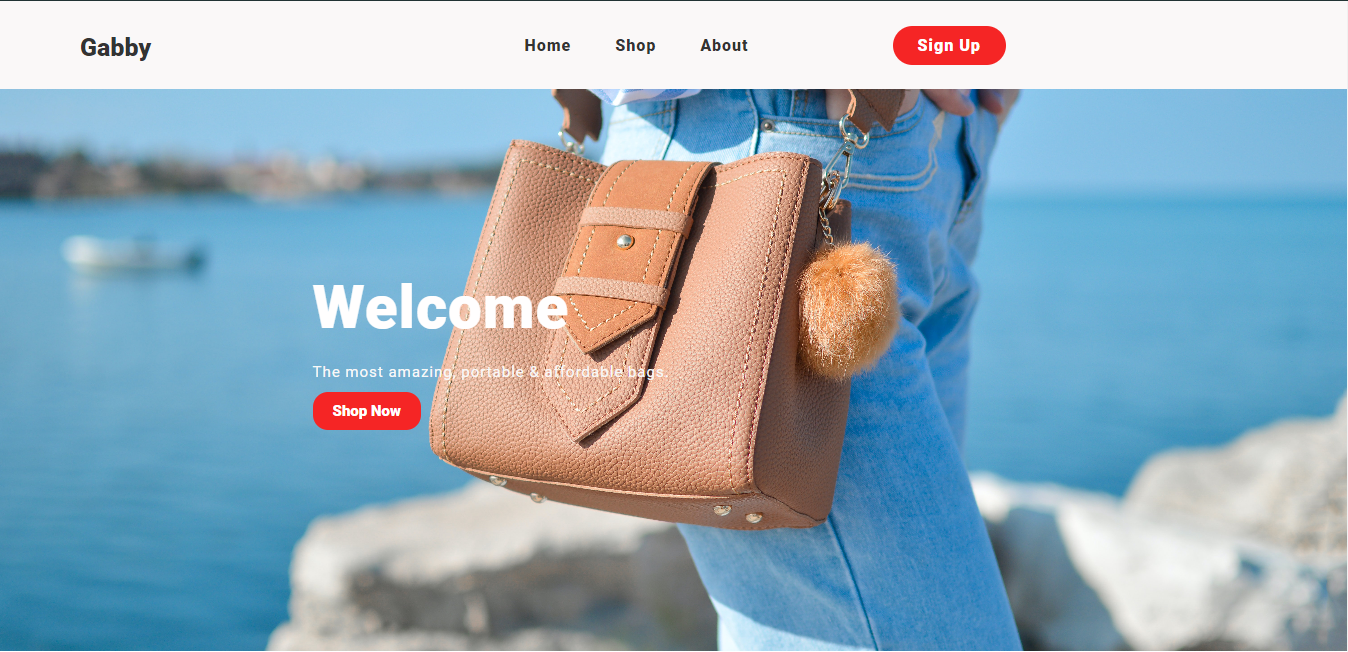 Gabby
Home Shop About
Sign Up
Welcome
The most amazing, portable & affordable bags.
Shop Now